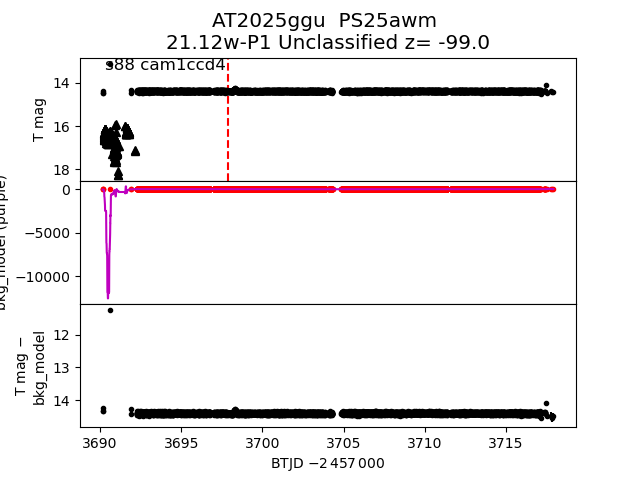 AT2025ggu PS25awm
21.12w-P1 Unclassified z= -99.0
s88 cam1ccd4
14
16
18
T mag
0
−5000
−10000
bkg_model (purple)
12
13
14
T mag −
bkg_model
3690 3695 3700 3705 3710 3715
BTJD −2 457 000